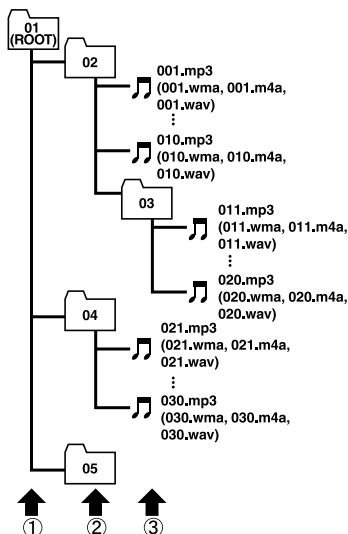 01
(ROOT)
02
001.mp3
(001.wma, 001.m4a,
001.wav)
⋮
010.mp3
(010.wma, 010.m4a,
010.wav)
03
011.mp3
(011.wma, 011.m4a,
011.wav)
⋮
020.mp3
(020.wma, 020.m4a,
020.wav)
04
021.mp3
(021.wma, 021.m4a,
021.wav)
⋮
030.mp3
(030.wma, 030.m4a,
030.wav)
05
① ② ③